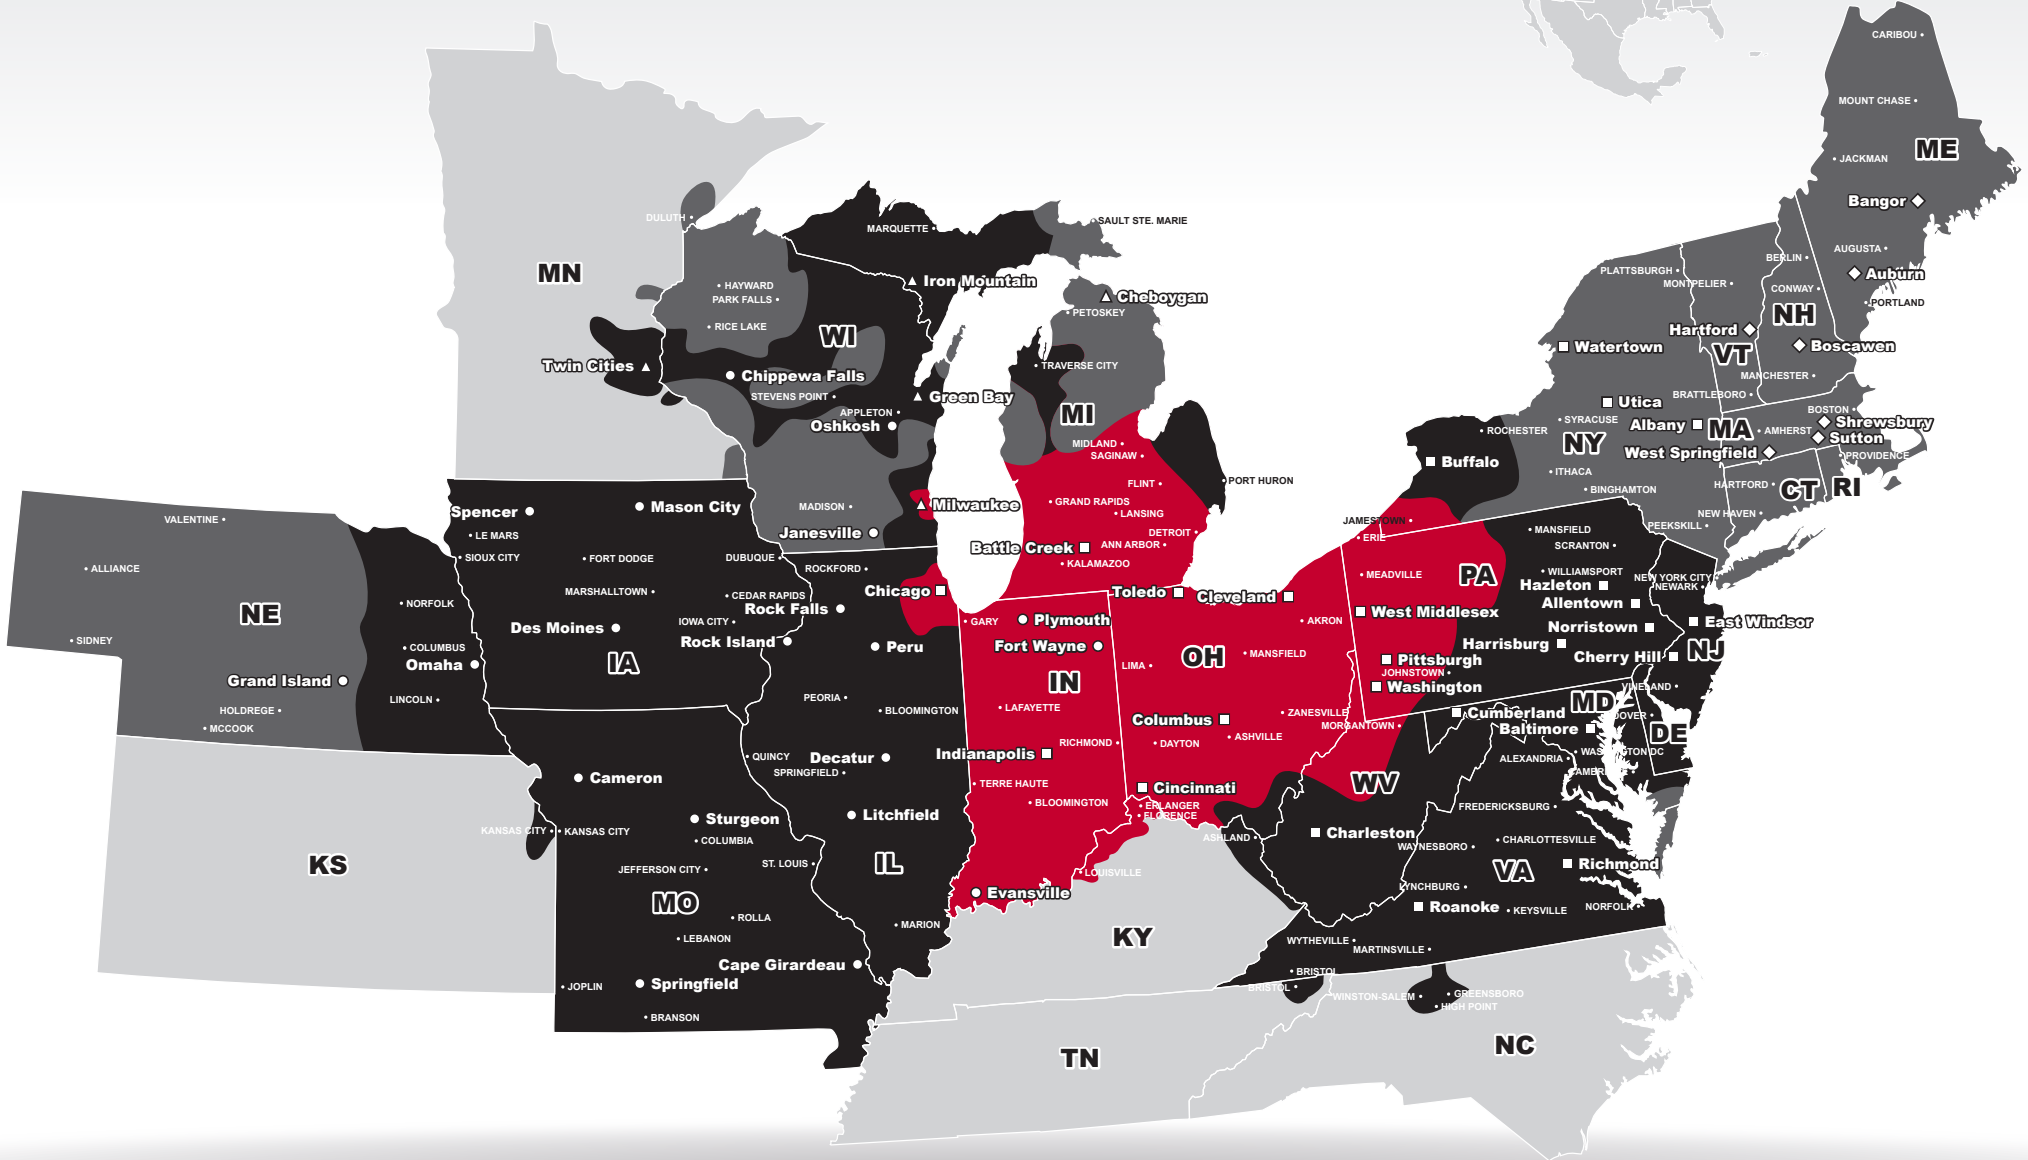 CARIBOU
MOUNT CHASE
ME
JACKMAN
Bangor
DULUTH
SAULT STE. MARIE
MARQUETTE
AUGUSTA
BERLIN
MN
PLATTSBURGH
MONTPELIER
Auburn
Iron Mountain
HAYWARD
CONWAY
PARK FALLS
Cheboygan
PORTLAND
PETOSKEY
NH
RICE LAKE
WI
Hartford
Boscawen
Watertown
VT
Twin Cities
TRAVERSE CITY
Chippewa Falls
MANCHESTER
STEVENS POINT
Green Bay
BRATTLEBORO
Utica
APPLETON
MI
BOSTON
Oshkosh
SYRACUSE
Albany
Shrewsbury
ROCHESTER
MA
AMHERST
Sutton
MIDLAND
NY
SAGINAW
West Springfield
PROVIDENCE
Buffalo
ITHACA
FLINT
PORT HURON
HARTFORD
CT
RI
BINGHAMTON
GRAND RAPIDS
Milwaukee
MADISON
Mason City
Spencer
LANSING
NEW HAVEN
VALENTINE
JAMESTOWN
PEEKSKILL
Janesville
DETROIT
MANSFIELD
LE MARS
ERIE
Battle Creek
ANN ARBOR
SCRANTON
SIOUX CITY
FORT DODGE
DUBUQUE
KALAMAZOO
ALLIANCE
ROCKFORD
MEADVILLE
PA
WILLIAMSPORT
NEW YORK CITY
Hazleton
NEWARK
Chicago
MARSHALLTOWN
CEDAR RAPIDS
Toledo
Cleveland
NORFOLK
Allentown
Rock Falls
West Middlesex
NE
GARY
Plymouth
AKRON
IOWA CITY
East Windsor
Des Moines
Norristown
SIDNEY
Rock Island
Peru
Fort Wayne
Harrisburg
COLUMBUS
NJ
MANSFIELD
OH
Cherry Hill
Omaha
IA
LIMA
Pittsburgh
JOHNSTOWN
Grand Island
IN
Washington
VINELAND
LINCOLN
PEORIA
MD
HOLDREGE
BLOOMINGTON
LAFAYETTE
ZANESVILLE
Cumberland
DOVER
Columbus
MORGANTOWN
MCCOOK
Baltimore
DE
ASHVILLE
RICHMOND
DAYTON
Indianapolis
WASHINGTON DC
QUINCY
Decatur
ALEXANDRIA
SPRINGFIELD
Cameron
TERRE HAUTE
WV
Cincinnati
BLOOMINGTON
ERLANGER
FREDERICKSBURG
FLORENCE
Litchfield
Sturgeon
KANSAS CITY
KANSAS CITY
Charleston
ASHLAND
COLUMBIA
CHARLOTTESVILLE
WAYNESBORO
KS
IL
ST. LOUIS
Richmond
JEFFERSON CITY
LOUISVILLE
VA
LYNCHBURG
Evansville
MO
Roanoke
NORFOLK
KEYSVILLE
ROLLA
MARION
LEBANON
KY
WYTHEVILLE
MARTINSVILLE
Cape Girardeau
BRISTOL
Springfield
JOPLIN
BRISTOL
WINSTON-SALEM
GREENSBORO
HIGH POINT
BRANSON
NC
TN